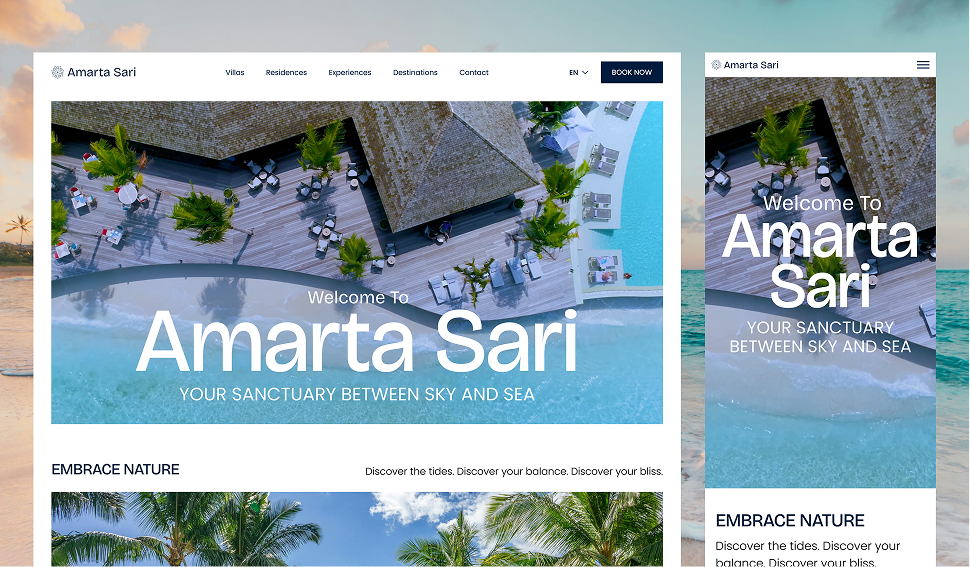 Amarta Sari
Villas
Residences
Experiences
Destinations
Contact
EN
BOOK NOW
Welcome To
Amarta Sari
YOUR SANCTUARY BETWEEN SKY AND SEA
EMBRACE NATURE
Discover the tides. Discover your balance. Discover your bliss.
Amarta Sari
Welcome To
Amarta
Sari
YOUR SANCTUARY
BETWEEN SKY AND SEA
EMBRACE NATURE
Discover the tides. Discover your
balance. Discover your bliss.